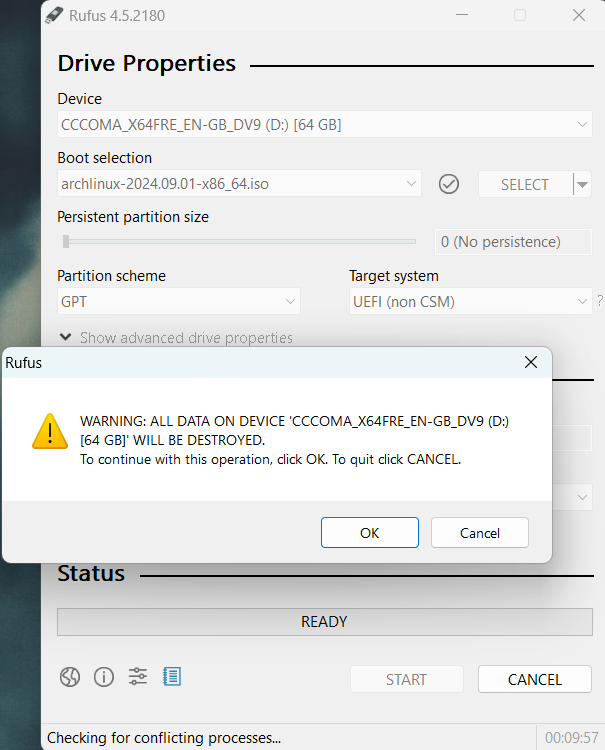 Rufus 4.5.2180
Drive Properties
Device
CCCOMA_X64FRE_EN-GB_DV9 (D:) [64 GB]
Boot selection
archlinux-2024.09.01-x86_64.iso
SELECT
Persistent partition size
0 (No persistence)
Partition scheme
Target system
GPT
UEFI (non CSM)
?
Show advanced drive properties
Rufus
WARNING: ALL DATA ON DEVICE 'CCCOMA_X64FRE_EN-GB_DV9 (D:)
[64 GB]' WILL BE DESTROYED.
To continue with this operation, click OK. To quit click CANCEL.
OK
Cancel
Status
READY
START
CANCEL
Checking for conflicting processes...
00:09:57